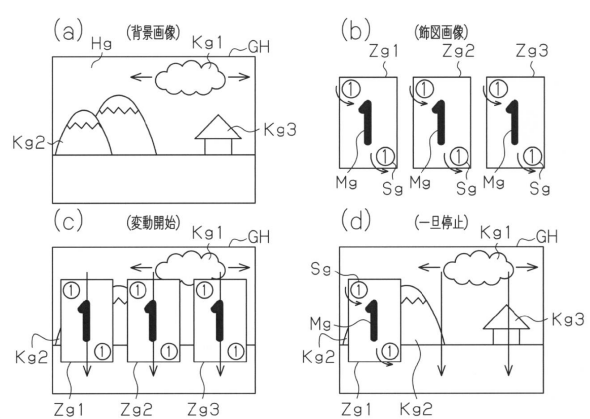 (a) (背景画像)
Hg Kg1 GH
Kg2 Kg3
(b) (飾図画像)
Zg1 Zg2 Zg3
① ① ①
1 1 1
① ① ①
Mg Sg Mg Sg Mg Sg
(c) (変動開始)
Kg1 GH
① ① ①
1 1 1
Kg2 ① ① ①
Zg1 Zg2 Zg3
(d) (一旦停止)
Kg1 GH
Sg ①
Mg 1 Kg3
Kg2 ①
Zg1 Kg2